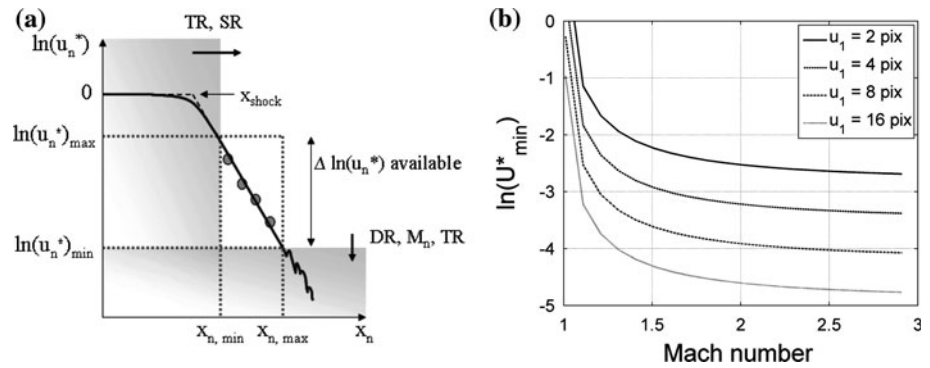 (a)
TR, SR
ln(uₙ*)
0
x_shock
ln(uₙ*)max
Δ ln(uₙ*) available
ln(uₙ*)min
DR, Mₙ, TR
xₙ, min
xₙ, max
xₙ
(b)
0
-1
-2
-3
-4
-5
ln(U*min)
u₁ = 2 pix
u₁ = 4 pix
u₁ = 8 pix
u₁ = 16 pix
1
1.5
2
2.5
3
Mach number